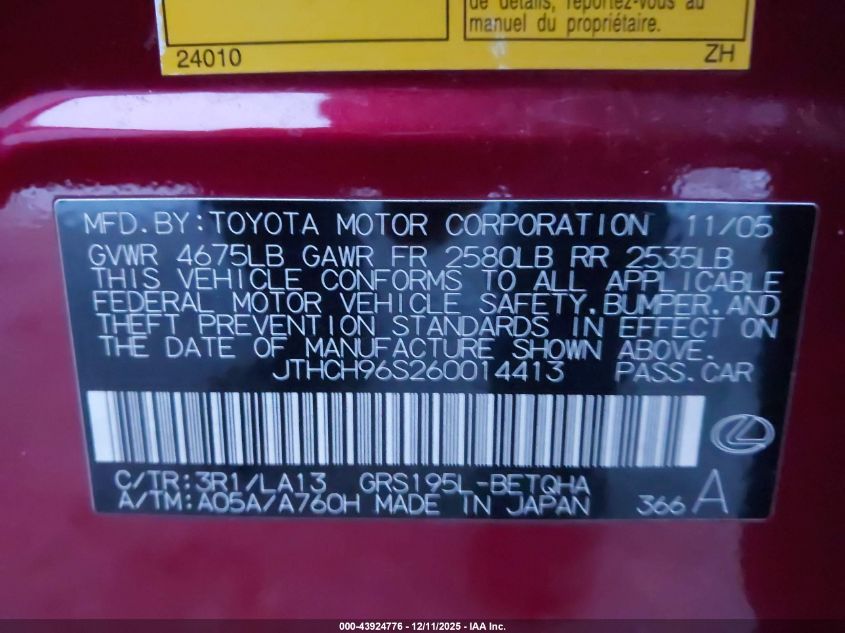 de détails, reportez-vous au
manuel du propriétaire.
24010 ZH
MFD.BY:TOYOTA MOTOR CORPORATION 11/05
GVWR 4675LB GAWR FR 2580LB RR 2535LB
THIS VEHICLE CONFORMS TO ALL APPLICABLE
FEDERAL MOTOR VEHICLE SAFETY,BUMPER,AND
THEFT PREVENTION STANDARDS IN EFFECT ON
THE DATE OF MANUFACTURE SHOWN ABOVE.
JTHCH96S260014413 PASS.CAR
C/TR:3R1/LA13 GRS195L-BETQHA
A/TM:A05A/A760H MADE IN JAPAN 366 A
000-43924776 - 12/11/2025 - IAA Inc.